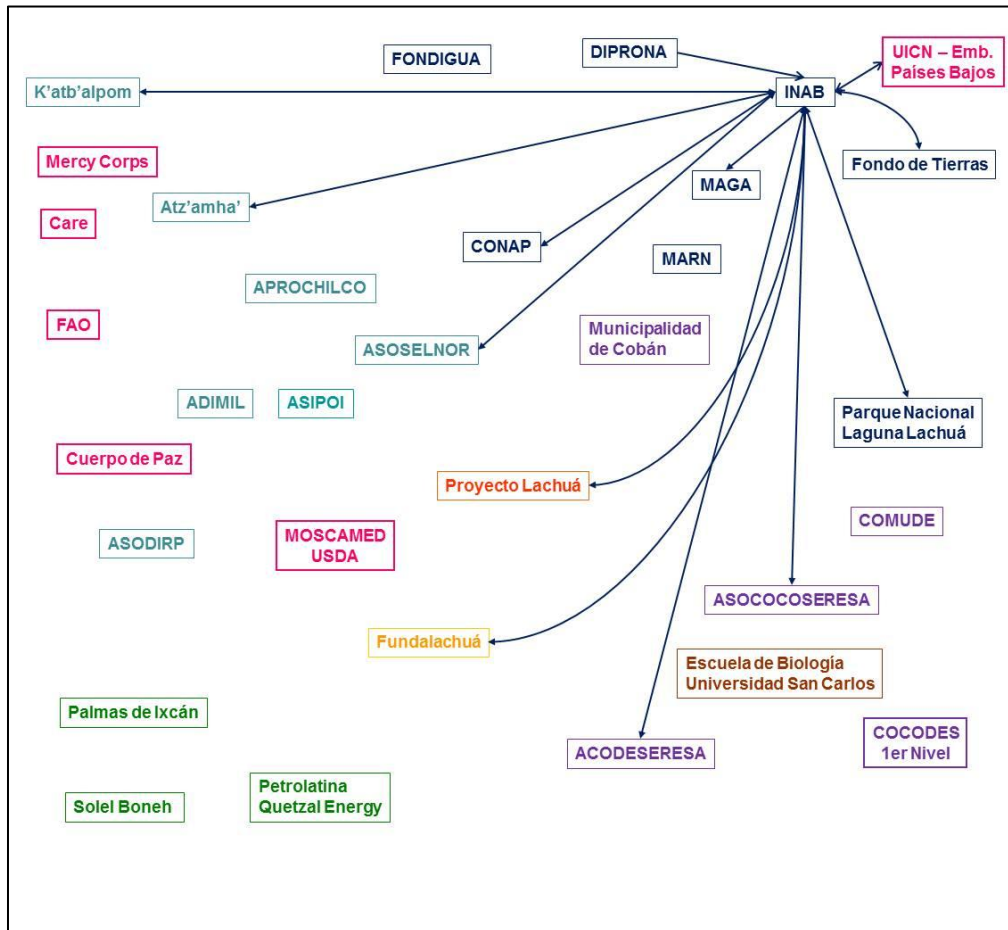 FONDIGUA
DIPRONA
UICN – Emb.
Países Bajos
K'atb'alpom
INAB
Mercy Corps
Fondo de Tierras
MAGA
Atz'amha'
Care
CONAP
MARN
APROCHILCO
FAO
Municipalidad
de Cobán
ASOSELNOR
ADIMIL
ASIPOI
Parque Nacional
Laguna Lachuá
Cuerpo de Paz
Proyecto Lachuá
COMUDE
ASODIRP
MOSCAMED
USDA
ASOCOCOSERESA
Fundalachuá
Escuela de Biología
Universidad San Carlos
Palmas de Ixcán
COCODES
1er Nivel
ACODESERESA
Solel Boneh
Petrolatina
Quetzal Energy